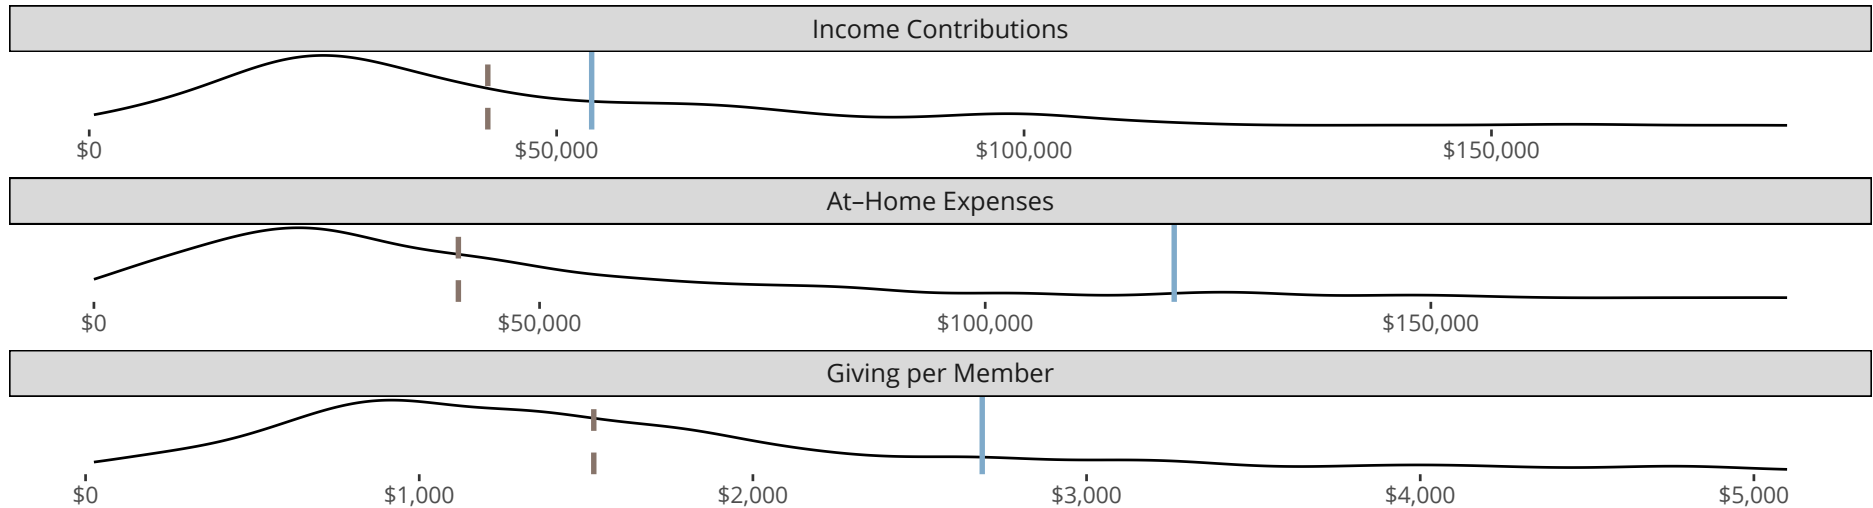 Income Contributions
$0 $50,000 $100,000 $150,000
At–Home Expenses
$0 $50,000 $100,000 $150,000
Giving per Member
$0 $1,000 $2,000 $3,000 $4,000 $5,000